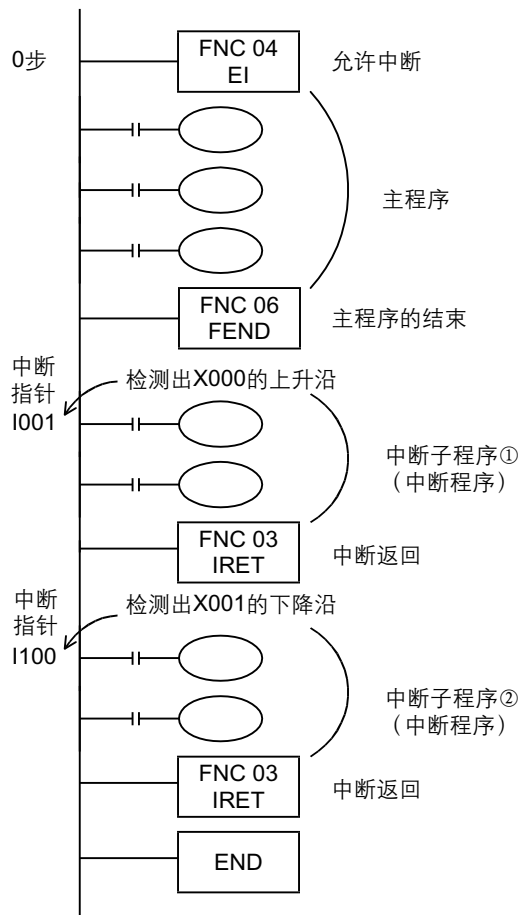 0步
FNC 04
EI
允许中断
主程序
FNC 06
FEND
主程序的结束
中断
指针
I001
检测出X000的上升沿
中断子程序①
（中断程序）
FNC 03
IRET
中断返回
中断
指针
I100
检测出X001的下降沿
中断子程序②
（中断程序）
FNC 03
IRET
中断返回
END